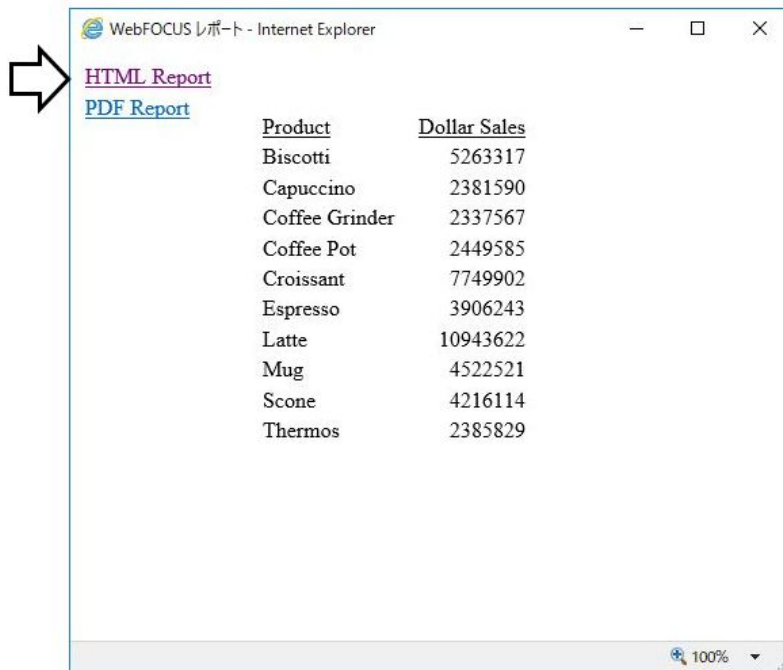 WebFOCUS レポート - Internet Explorer
HTML Report
PDF Report
Product Dollar Sales
Biscotti 5263317
Capuccino 2381590
Coffee Grinder 2337567
Coffee Pot 2449585
Croissant 7749902
Espresso 3906243
Latte 10943622
Mug 4522521
Scone 4216114
Thermos 2385829
100%